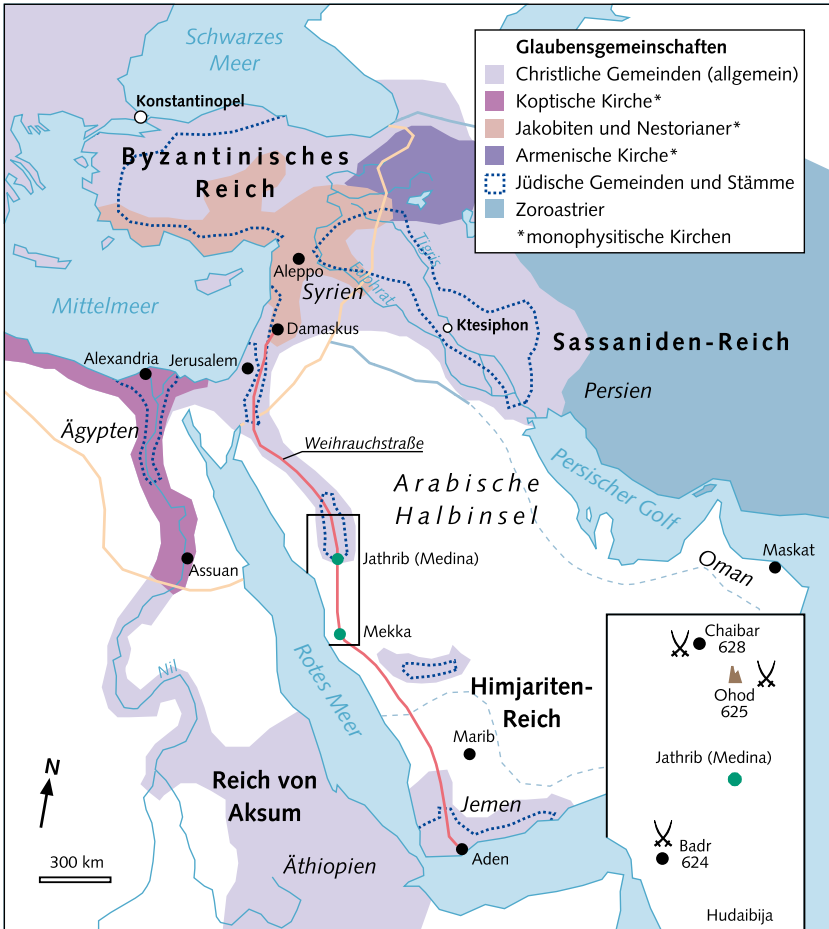 Schwarzes
Meer
Glaubensgemeinschaften
Christliche Gemeinden (allgemein)
Koptische Kirche*
Jakobiten und Nestorianer*
Armenische Kirche*
Jüdische Gemeinden und Stämme
Zoroastrier
*monophysitische Kirchen
Konstantinopel
Byzantinisches
Reich
Tigris
Aleppo
Euphrat
Syrien
Mittelmeer
Damaskus
Ktesiphon
Sassaniden-Reich
Alexandria
Jerusalem
Persien
Ägypten
Weihrauchstraße
Arabische
Halbinsel
Persischer Golf
Jathrib (Medina)
Assuan
Oman
Maskat
Mekka
Rotes Meer
Nil
Himjariten-
Reich
Marib
Reich von
Aksum
Jemen
Äthiopien
Aden
N
300 km
Chaibar
628
Ohod
625
Jathrib (Medina)
Badr
624
Hudaibija